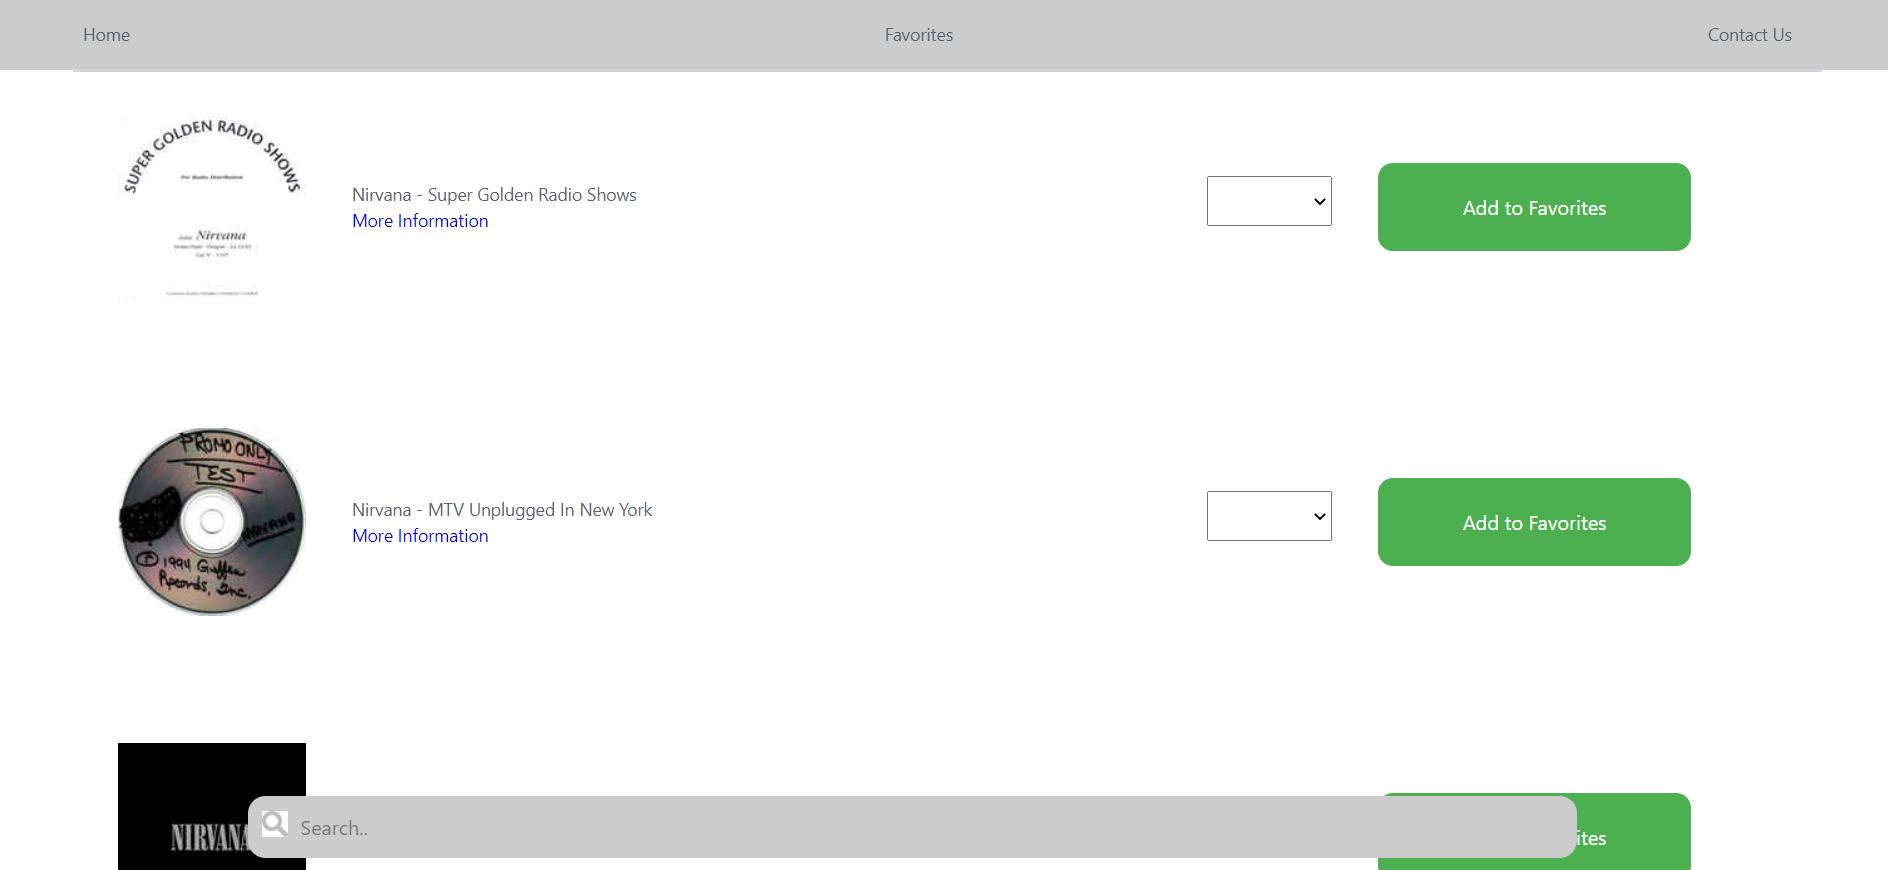 Home
Favorites
Contact Us
SUPER GOLDEN RADIO SHOWS
For Radio Distribution
Nirvana
Nirvana - Super Golden Radio Shows
More Information
Add to Favorites
PROMO ONLY
TEST
NIRVANA
1994 Guffen
Records, Inc.
Nirvana - MTV Unplugged In New York
More Information
Add to Favorites
NIRVANA
Search..
ites